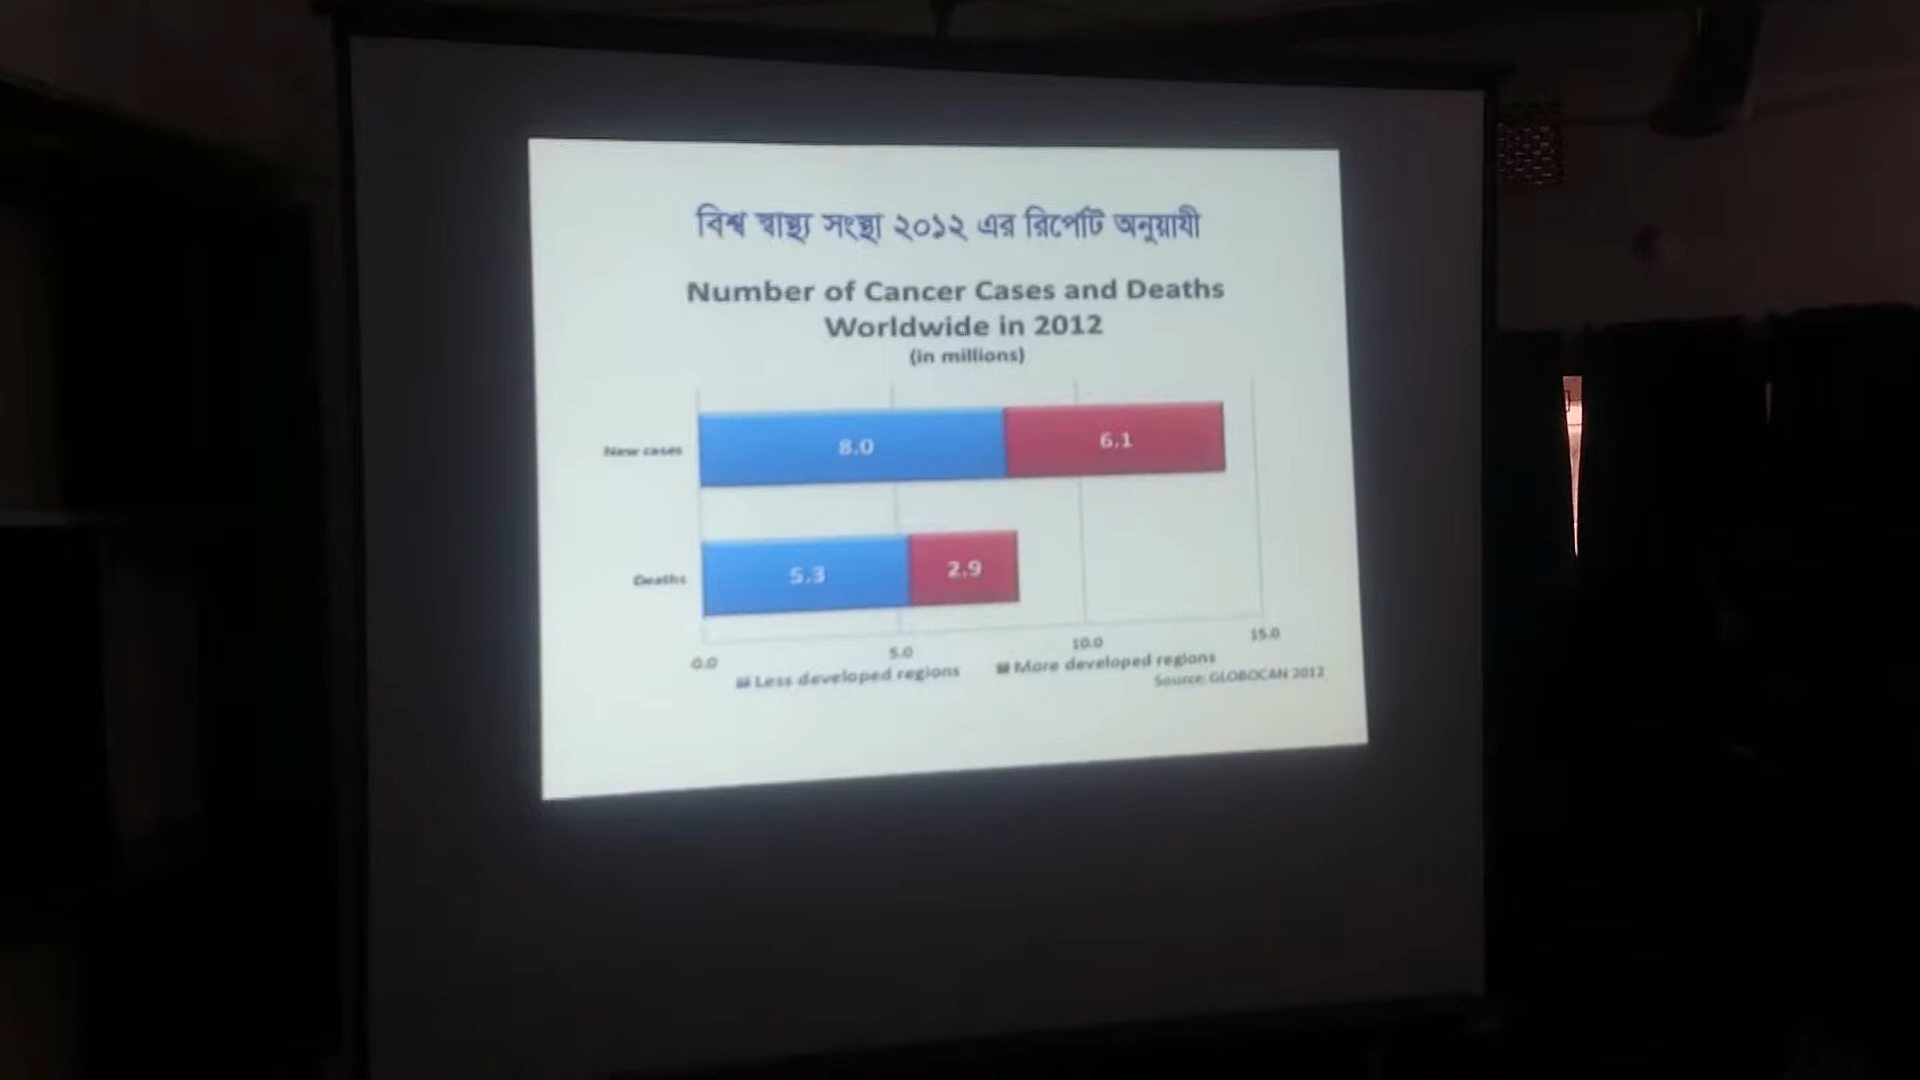 বিশ্ব স্বাস্থ্য সংস্থা ২০১২ এর রিপোর্ট অনুয়াযী
Number of Cancer Cases and Deaths
Worldwide in 2012
(in millions)
New cases 8.0 6.1
Deaths 5.3 2.9
0.0 5.0 10.0 15.0
Less developed regions More developed regions
Source: GLOBOCAN 2012